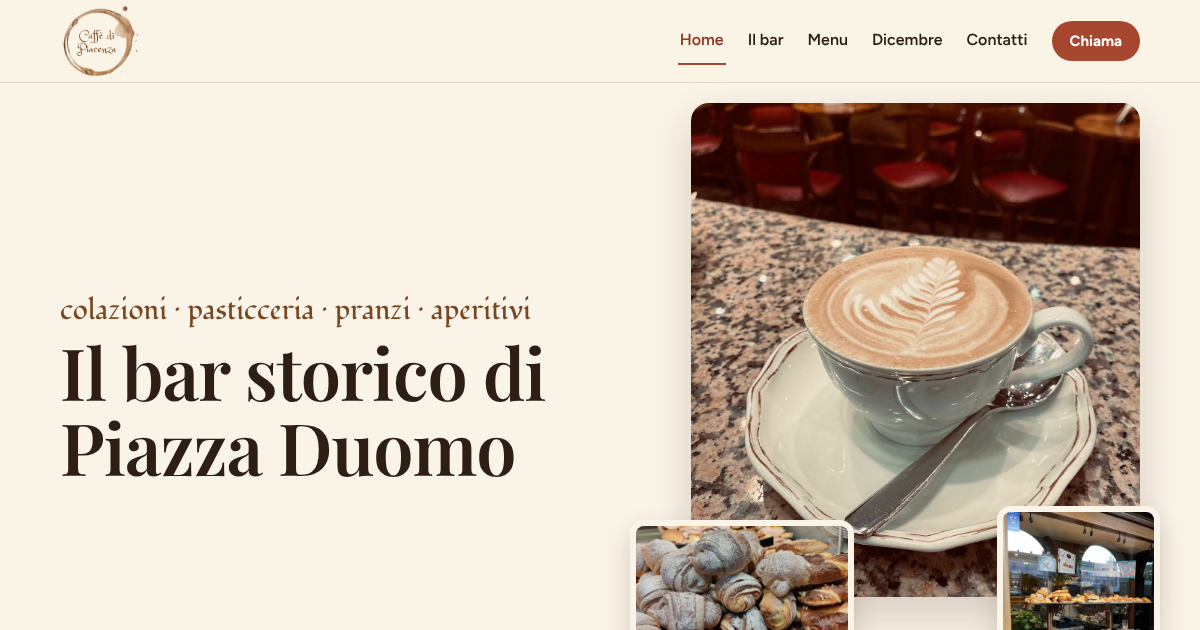 Caffè di
Piacenza
Home
Il bar
Menu
Dicembre
Contatti
Chiama
colazioni · pasticceria · pranzi · aperitivi
Il bar storico di
Piazza Duomo